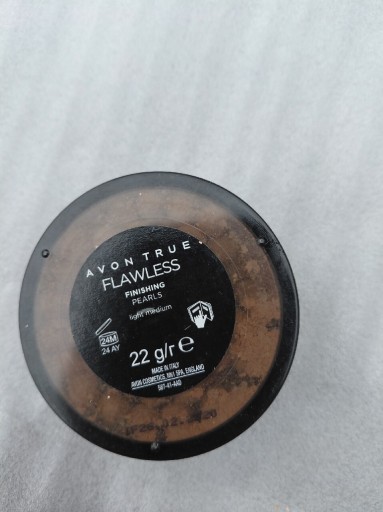 AVON TRUE
FLAWLESS
FINISHING
PEARLS
light medium
24M
24 AY
22 g/г e
MADE IN ITALY
AVON COSMETICS, NN1 5PA, ENGLAND